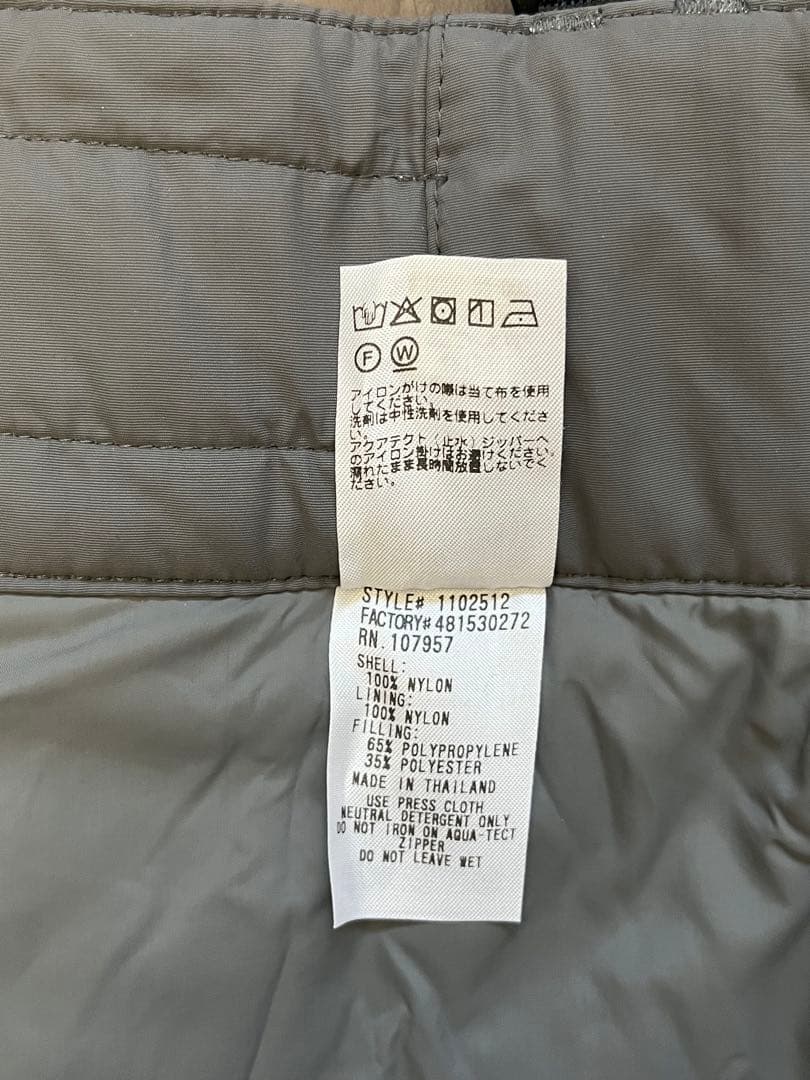 F W
アイロンがけの際は当て布を使用
してください。
洗剤は中性洗剤を使用してくださ
い。
アクアテクト(止水)ジッパーへ
のアイロン掛けはお避けください。
濡れたまま長時間放置しないでく
ださい。
STYLE# 1102512
FACTORY#481530272
RN.107957
SHELL:
100% NYLON
LINING:
100% NYLON
FILLING:
65% POLYPROPYLENE
35% POLYESTER
MADE IN THAILAND
USE PRESS CLOTH
NEUTRAL DETERGENT ONLY
DO NOT IRON ON AQUA-TECT
ZIPPER
DO NOT LEAVE WET